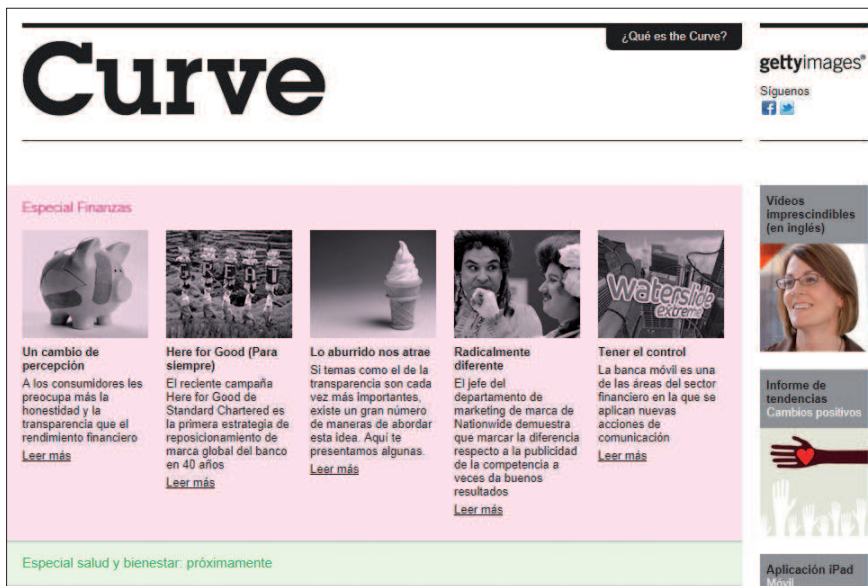 ¿Qué es the Curve?
Curve
gettyimages®
Síguenos
Especial Finanzas
GREAT
Waterslide
extreme
Un cambio de
percepción
A los consumidores les
preocupa más la
honestidad y la
transparencia que el
rendimiento financiero
Leer más
Here for Good (Para
siempre)
El reciente campaña
Here for Good de
Standard Chartered es
la primera estrategia de
reposicionamiento de
marca global del banco
en 40 años
Leer más
Lo aburrido nos atrae
Si temas como el de la
transparencia son cada
vez más importantes,
existe un gran número
de maneras de abordar
esta idea. Aquí te
presentamos algunas.
Leer más
Radicalmente
diferente
El jefe del
departamento de
marketing de marca de
Nationwide demuestra
que marcar la diferencia
respecto a la publicidad
de la competencia a
veces da buenos
resultados
Leer más
Tener el control
La banca móvil es una
de las áreas del sector
financiero en la que se
aplican nuevas
acciones de
comunicación
Leer más
Especial salud y bienestar: próximamente
Vídeos
imprescindibles
(en inglés)
Informe de
tendencias
Cambios positivos
Aplicación iPad
Móvil